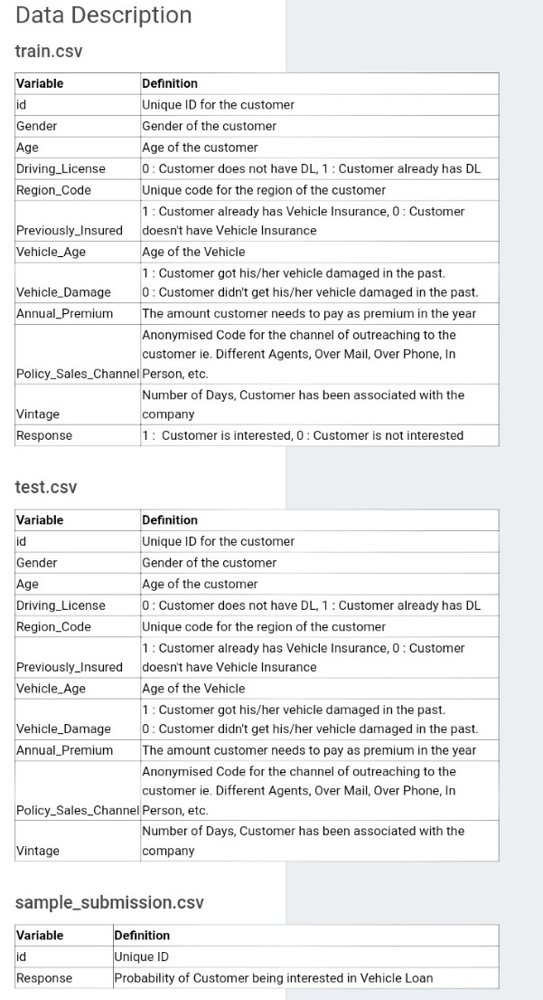 Data Description
train.csv
Variable Definition
id Unique ID for the customer
Gender Gender of the customer
Age Age of the customer
Driving_License 0 : Customer does not have DL, 1 : Customer already has DL
Region_Code Unique code for the region of the customer
1 : Customer already has Vehicle Insurance, 0 : Customer
Previously_Insured doesn't have Vehicle Insurance
Vehicle_Age Age of the Vehicle
1 : Customer got his/her vehicle damaged in the past.
Vehicle_Damage 0 : Customer didn't get his/her vehicle damaged in the past.
Annual_Premium The amount customer needs to pay as premium in the year
Anonymised Code for the channel of outreaching to the
customer ie. Different Agents, Over Mail, Over Phone, In
Policy_Sales_Channel Person, etc.
Number of Days, Customer has been associated with the
Vintage company
Response 1 : Customer is interested, 0 : Customer is not interested
test.csv
Variable Definition
id Unique ID for the customer
Gender Gender of the customer
Age Age of the customer
Driving_License 0 : Customer does not have DL, 1 : Customer already has DL
Region_Code Unique code for the region of the customer
1 : Customer already has Vehicle Insurance, 0 : Customer
Previously_Insured doesn't have Vehicle Insurance
Vehicle_Age Age of the Vehicle
1 : Customer got his/her vehicle damaged in the past.
Vehicle_Damage 0 : Customer didn't get his/her vehicle damaged in the past.
Annual_Premium The amount customer needs to pay as premium in the year
Anonymised Code for the channel of outreaching to the
customer ie. Different Agents, Over Mail, Over Phone, In
Policy_Sales_Channel Person, etc.
Number of Days, Customer has been associated with the
Vintage company
sample_submission.csv
Variable Definition
id Unique ID
Response Probability of Customer being interested in Vehicle Loan